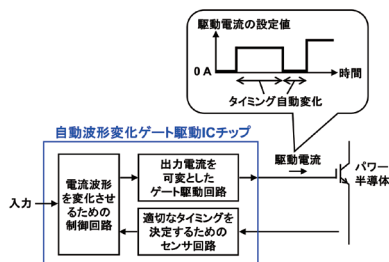 駆動電流の設定値
0 A
時間
タイミング自動変化
自動波形変化ゲート駆動ICチップ
駆動電流
入力
電流波形
を変化させ
るための
制御回路
出力電流を
可変とした
ゲート駆動回路
適切なタイミングを
決定するための
センサ回路
パワー
半導体